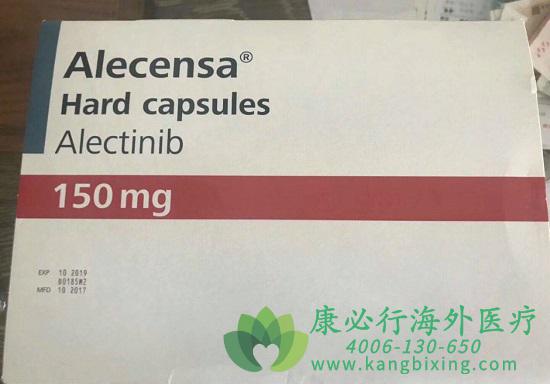 Alecensa®
Hard capsules
Alectinib
150 mg
EXP 10 2019
B0185M2
MFD 10 2017
康必行海外医疗
4006-130-650
www.kangbixing.com